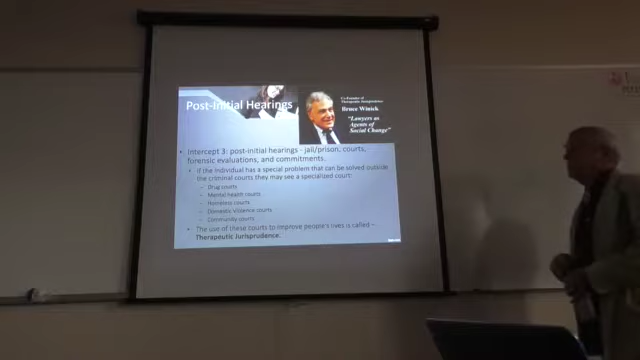 Post-Initial Hearings
Co-Founder of
Therapeutic Jurisprudence
Bruce Winick
"Lawyers as
Agents of
Social Change"
• Intercept 3: post-initial hearings - jail/prison, courts,
forensic evaluations, and commitments.
• If the individual has a special problem that can be solved outside
the criminal courts they may see a specialized court:
– Drug courts
– Mental health courts
– Homeless courts
– Domestic Violence courts
– Community courts
• The use of these courts to improve people's lives is called –
Therapeutic Jurisprudence.